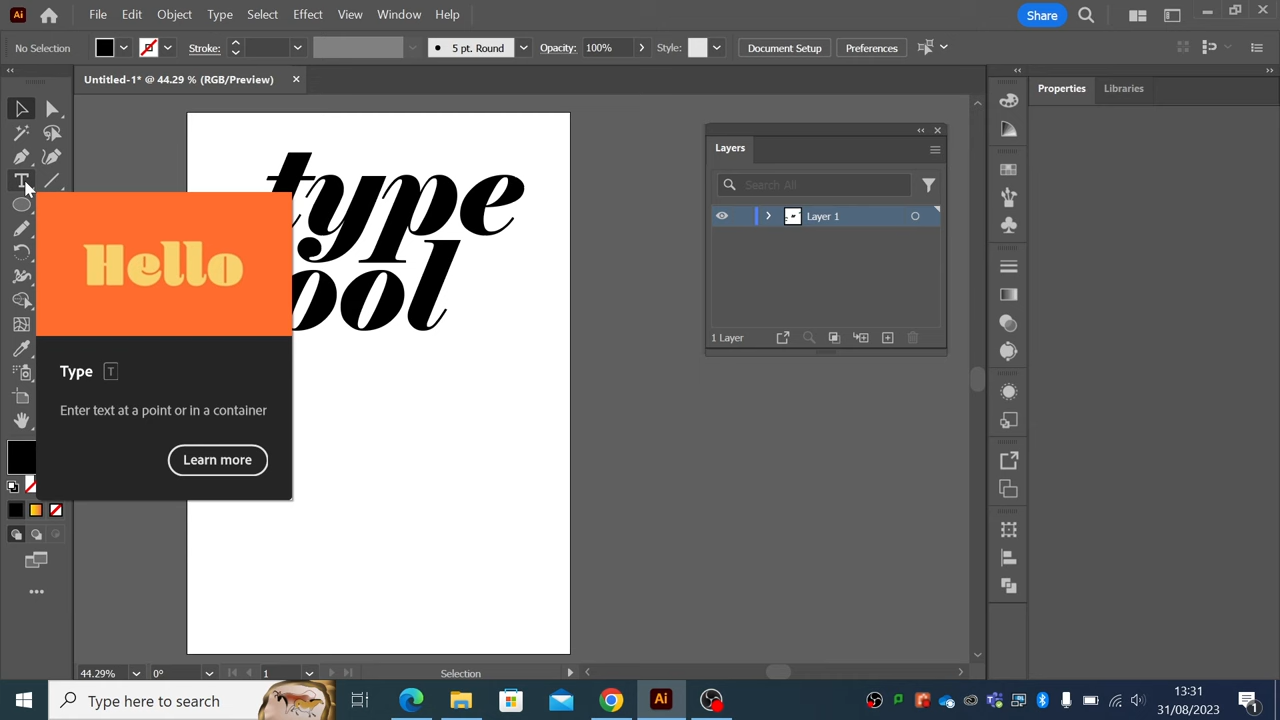 Ai File Edit Object Type Select Effect View Window Help Share
No Selection Stroke: 5 pt. Round Opacity: 100% Style: Document Setup Preferences
Untitled-1* @ 44.29 % (RGB/Preview)
Properties Libraries
type
ool
T
Hello
Type T
Enter text at a point or in a container
Learn more
Layers
Search All
Layer 1
1 Layer
44.29% 0° 1 Selection
Type here to search
Ai
13:31
31/08/2023
1